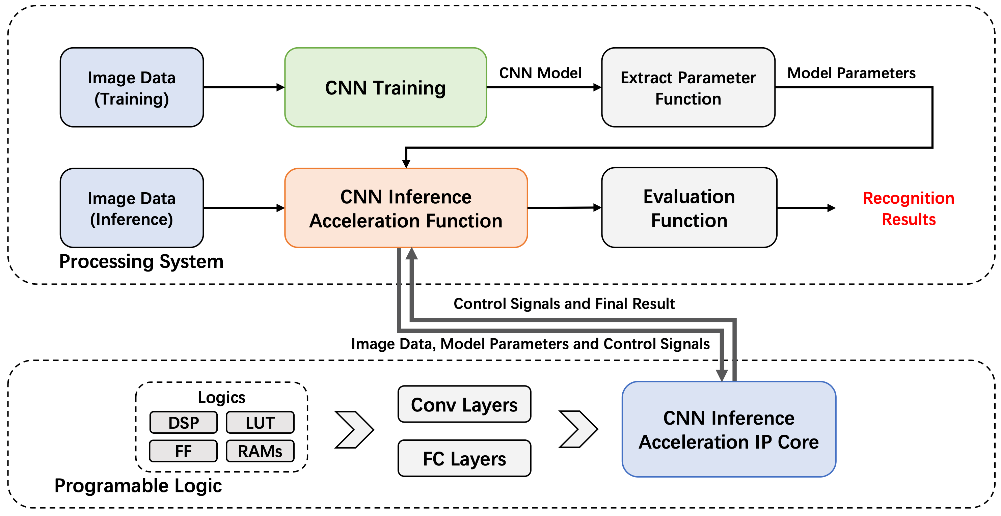 Image Data
(Training)
CNN Training
CNN Model
Extract Parameter
Function
Model Parameters
Image Data
(Inference)
CNN Inference
Acceleration Function
Evaluation
Function
Recognition
Results
Processing System
Control Signals and Final Result
Image Data, Model Parameters and Control Signals
Logics
DSP
LUT
FF
RAMs
Conv Layers
FC Layers
CNN Inference
Acceleration IP Core
Programable Logic